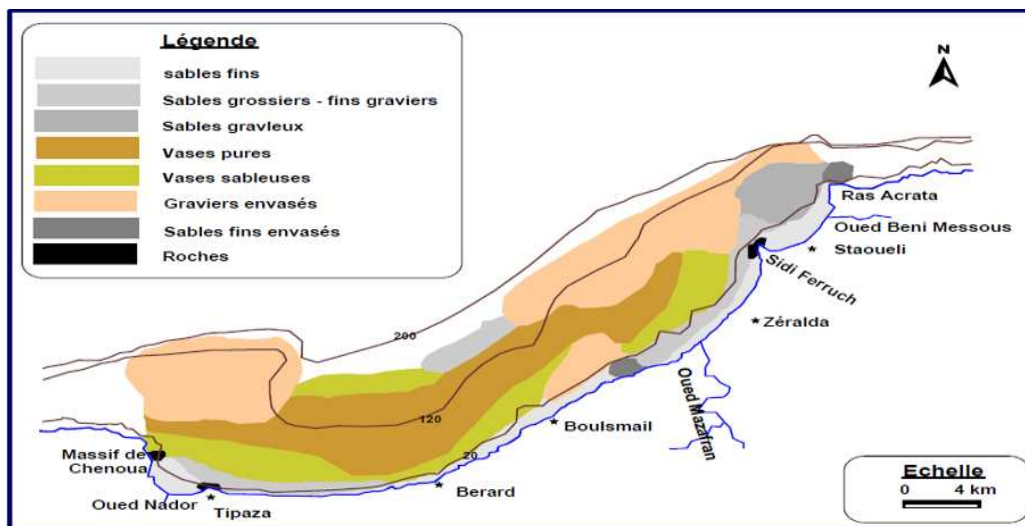 Légende
sables fins
Sables grossiers - fins graviers
Sables gravleux
Vases pures
Vases sableuses
Graviers envasés
Sables fins envasés
Roches
N
Ras Acrata
Oued Beni Messous
Staoueli
Sidi Ferruch
Zéralda
200
Oued Mazafran
120
Boulsmail
20
Massif de
Chenoua
Berard
Oued Nador
Tipaza
Echelle
0 4 km